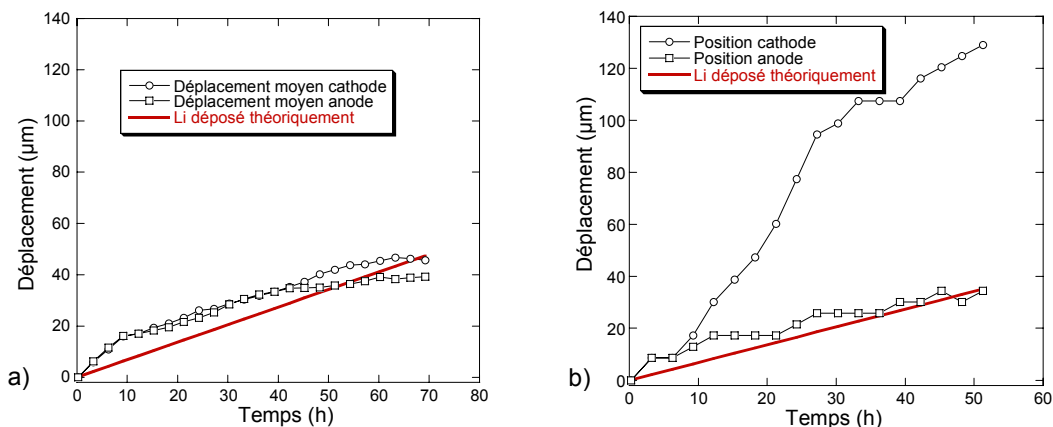 a)
Déplacement (µm)
140
120
100
80
60
40
20
0
Déplacement moyen cathode
Déplacement moyen anode
Li déposé théoriquement
0 10 20 30 40 50 60 70 80
Temps (h)
b)
Déplacement (µm)
140
120
100
80
60
40
20
0
Position cathode
Position anode
Li déposé théoriquement
0 10 20 30 40 50 60
Temps (h)